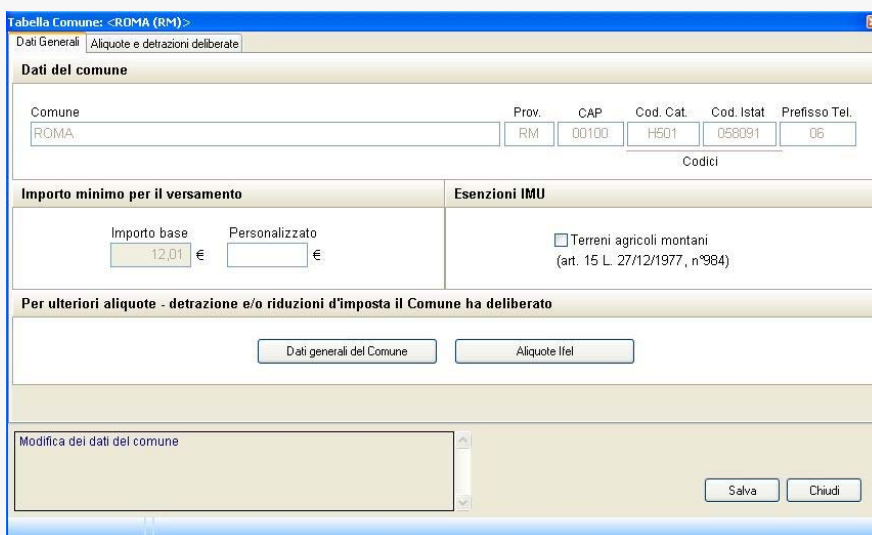 Tabella Comune: <ROMA (RM)>
Dati Generali Aliquote e detrazioni deliberate
Dati del comune
Comune Prov. CAP Cod. Cat. Cod. Istat Prefisso Tel.
ROMA RM 00100 H501 058091 06
Codici
Importo minimo per il versamento Esenzioni IMU
Importo base Personalizzato
12,01 € €
Terreni agricoli montani
(art. 15 L. 27/12/1977, n°984)
Per ulteriori aliquote - detrazione e/o riduzioni d'imposta il Comune ha deliberato
Dati generali del Comune Aliquote Ifel
Modifica dei dati del comune
Salva Chiudi